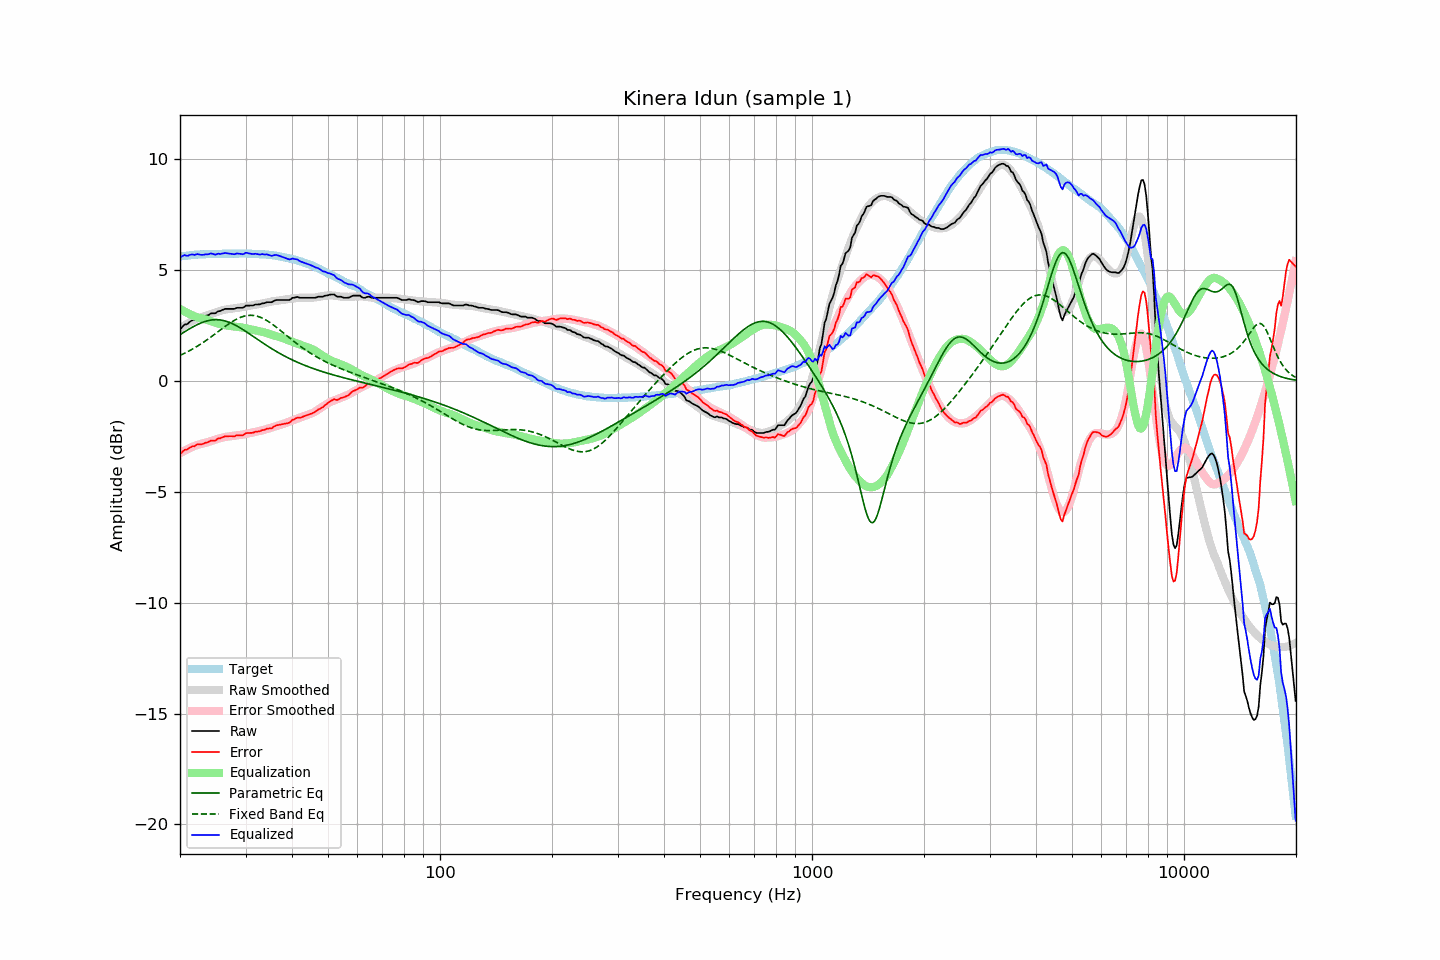 Kinera Idun (sample 1)
10
5
0
−5
−10
−15
−20
Amplitude (dBr)
Target
Raw Smoothed
Error Smoothed
Raw
Error
Equalization
Parametric Eq
Fixed Band Eq
Equalized
100
1000
10000
Frequency (Hz)